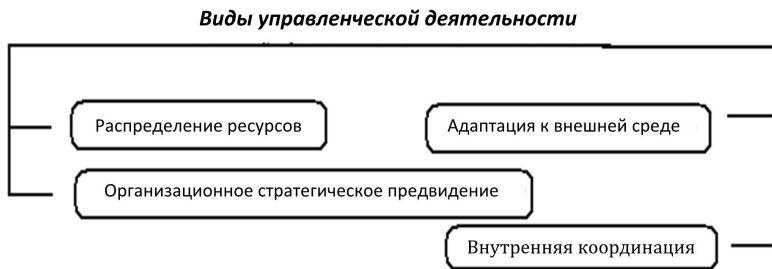 Виды управленческой деятельности
Распределение ресурсов
Адаптация к внешней среде
Организационное стратегическое предвидение
Внутренняя координация